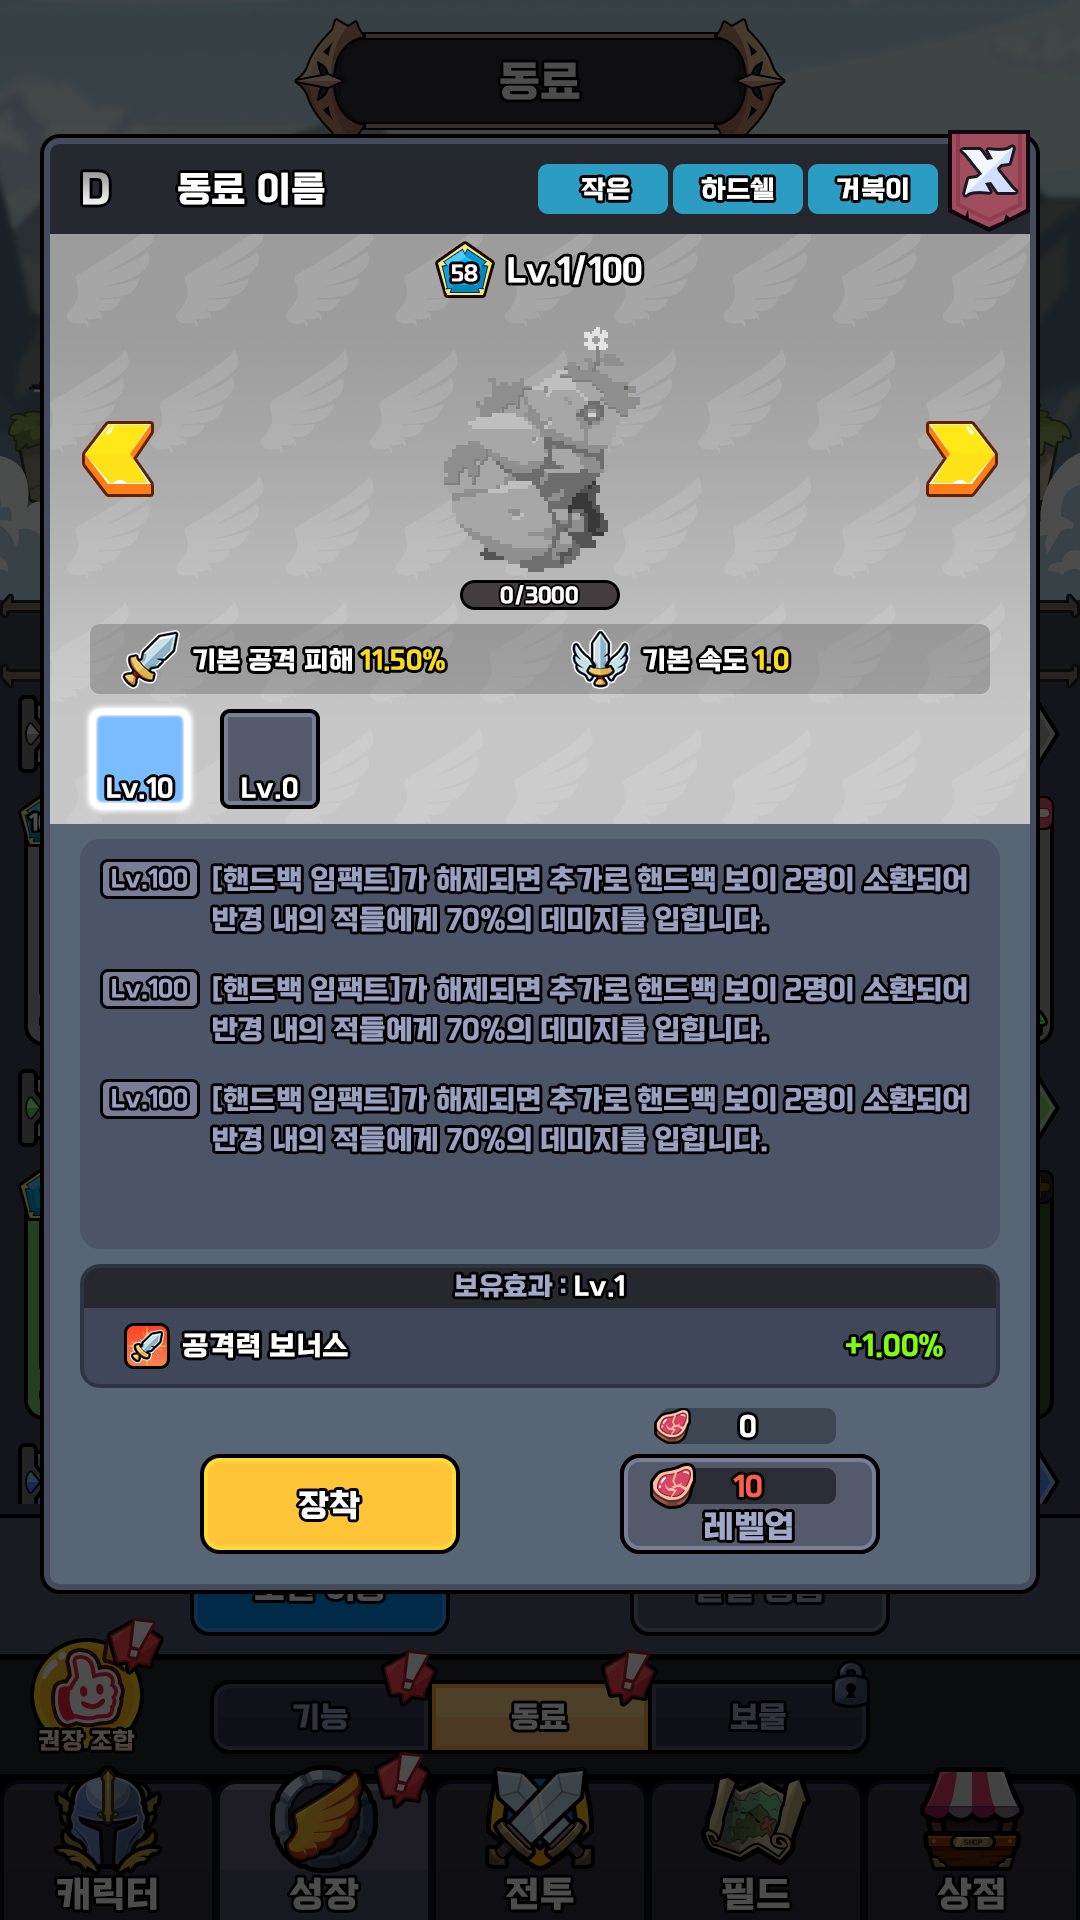 동료
D 동료 이름 작은 하드쉘 거북이
58 Lv.1/100
0/3000
기본 공격 피해 11.50% 기본 속도 1.0
Lv.10 Lv.0
Lv.100 [핸드백 임팩트]가 해제되면 추가로 핸드백 보이 2명이 소환되어
반경 내의 적들에게 70%의 데미지를 입힙니다.
Lv.100 [핸드백 임팩트]가 해제되면 추가로 핸드백 보이 2명이 소환되어
반경 내의 적들에게 70%의 데미지를 입힙니다.
Lv.100 [핸드백 임팩트]가 해제되면 추가로 핸드백 보이 2명이 소환되어
반경 내의 적들에게 70%의 데미지를 입힙니다.
보유효과 : Lv.1
공격력 보너스 +1.00%
0
장착 10
레벨업
권장 조합 기능 동료 보물
SHOP
캐릭터 성장 전투 필드 상점